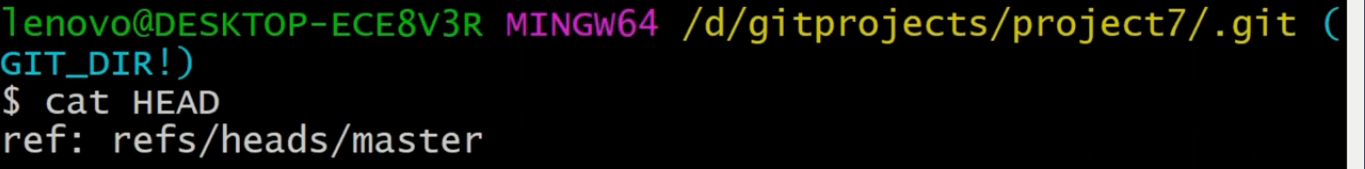 lenovo@DESKTOP-ECE8V3R MINGW64 /d/gitprojects/project7/.git (
GIT_DIR!)
$ cat HEAD
ref: refs/heads/master